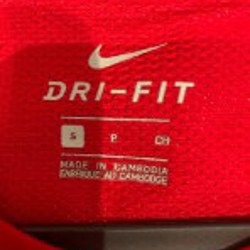 DRI-FIT
S P CH
MADE IN CAMBODIA
FABRIQUÉ AU CAMBODGE